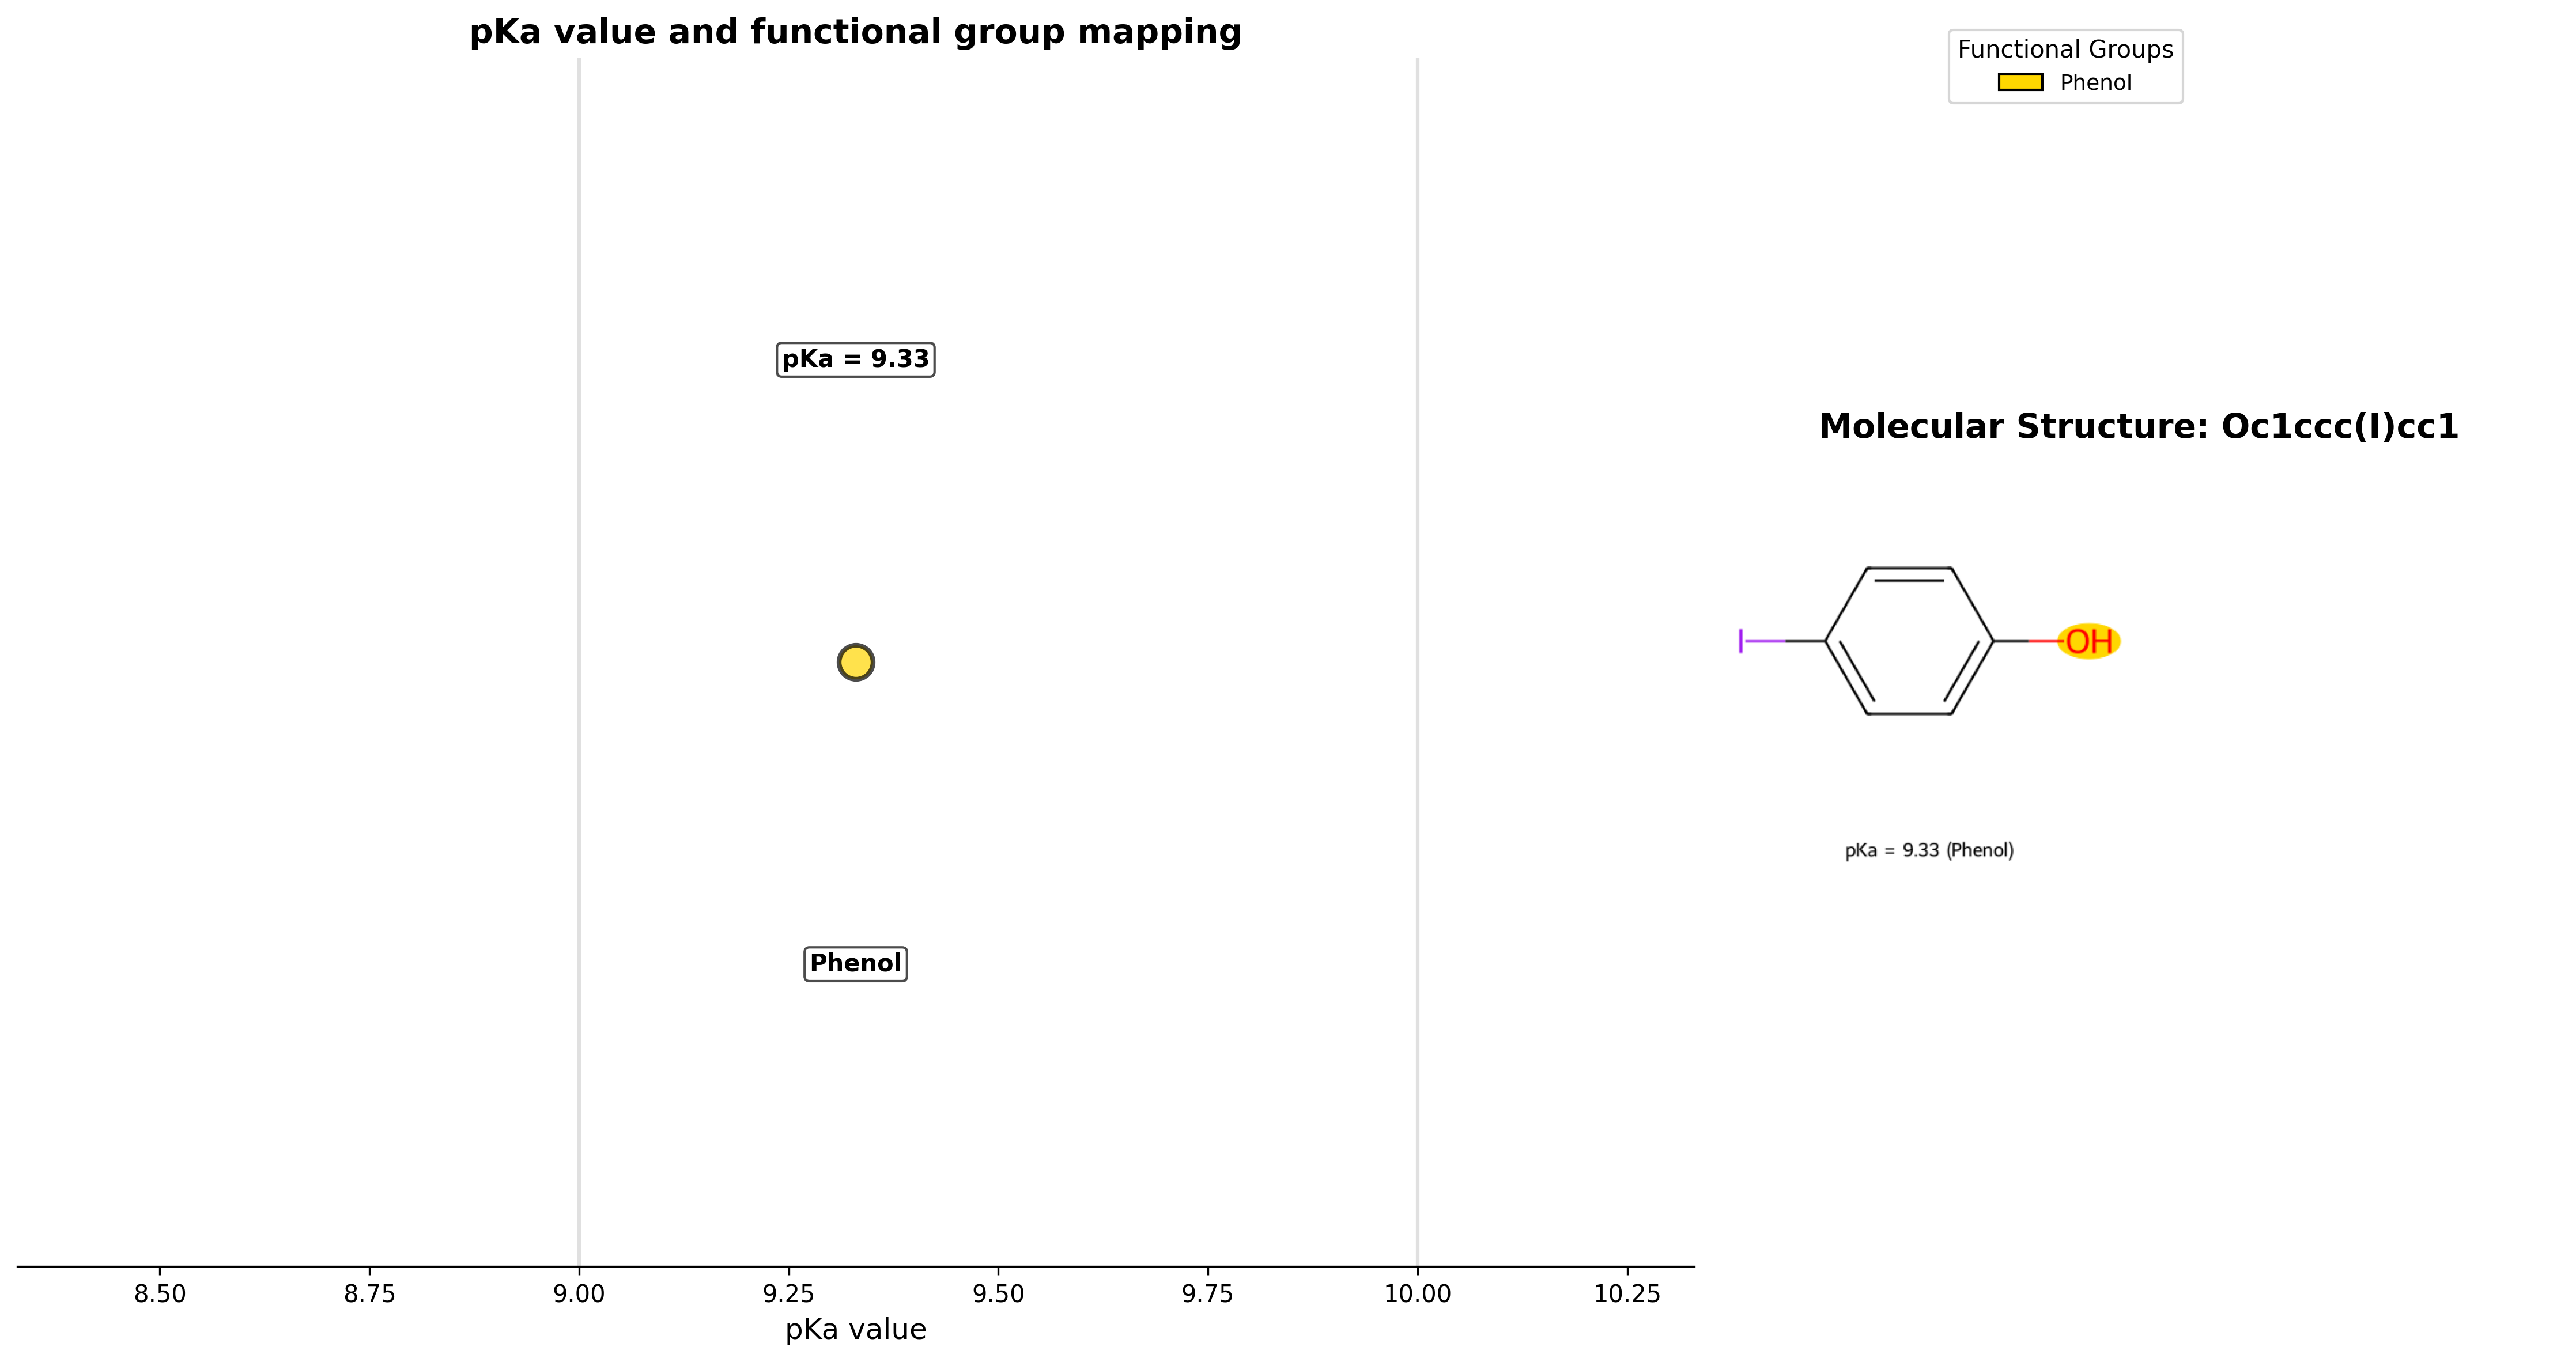 pKa value and functional group mapping
Functional Groups
Phenol
pKa = 9.33
Phenol
8.50 8.75 9.00 9.25 9.50 9.75 10.00 10.25
pKa value
Molecular Structure: Oc1ccc(I)cc1
I OH
pKa = 9.33 (Phenol)